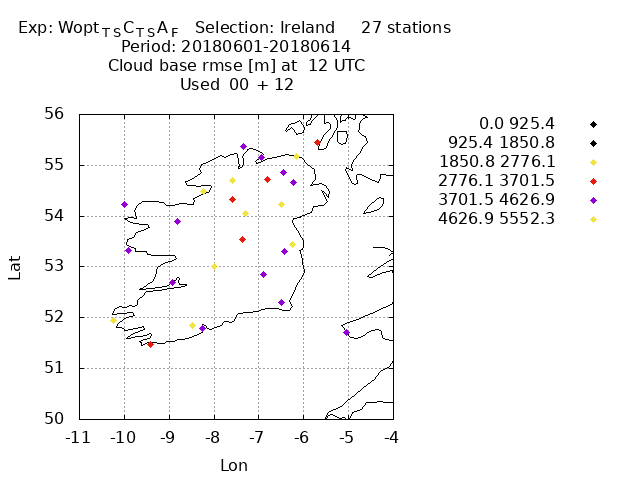 Exp: Wopt_TSC_TSA_F   Selection: Ireland     27 stations
Period: 20180601-20180614
Cloud base rmse [m] at  12 UTC
Used  00 + 12
0.0 925.4
925.4 1850.8
1850.8 2776.1
2776.1 3701.5
3701.5 4626.9
4626.9 5552.3
56
55
54
53
52
51
50
Lat
-11 -10 -9 -8 -7 -6 -5 -4
Lon